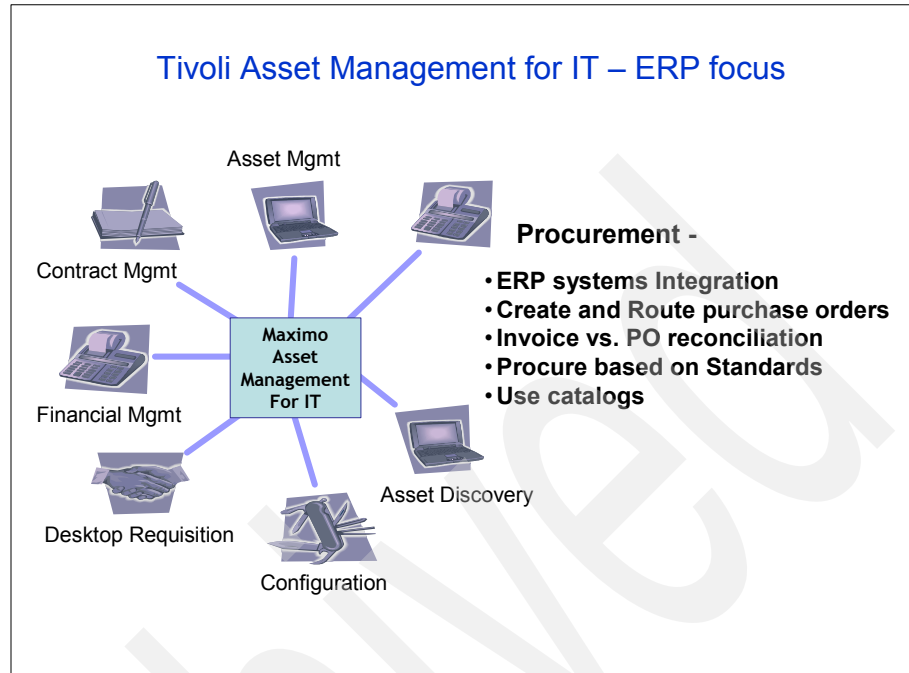 Tivoli Asset Management for IT – ERP focus
Asset Mgmt
Contract Mgmt
Procurement -
•ERP systems Integration
•Create and Route purchase orders
•Invoice vs. PO reconciliation
•Procure based on Standards
•Use catalogs
Maximo
Asset
Management
For IT
Financial Mgmt
Asset Discovery
Desktop Requisition
Configuration